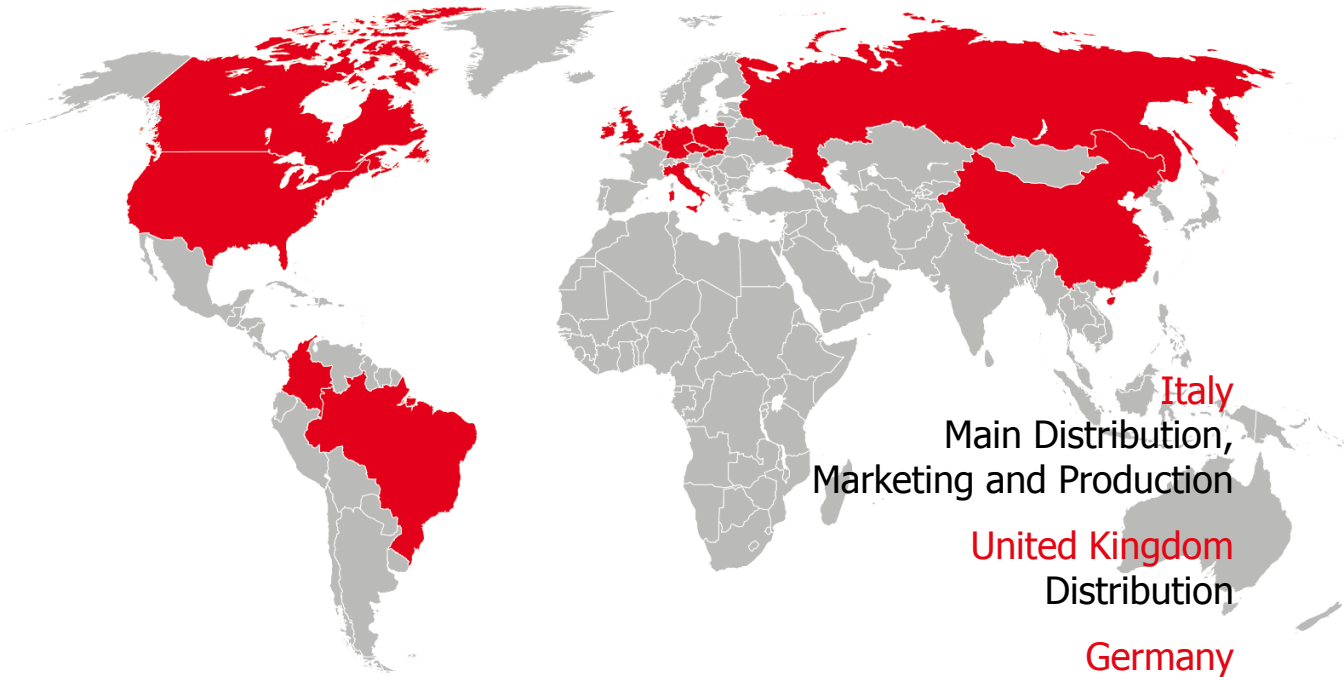 Italy
Main Distribution,
Marketing and Production
United Kingdom
Distribution
Germany